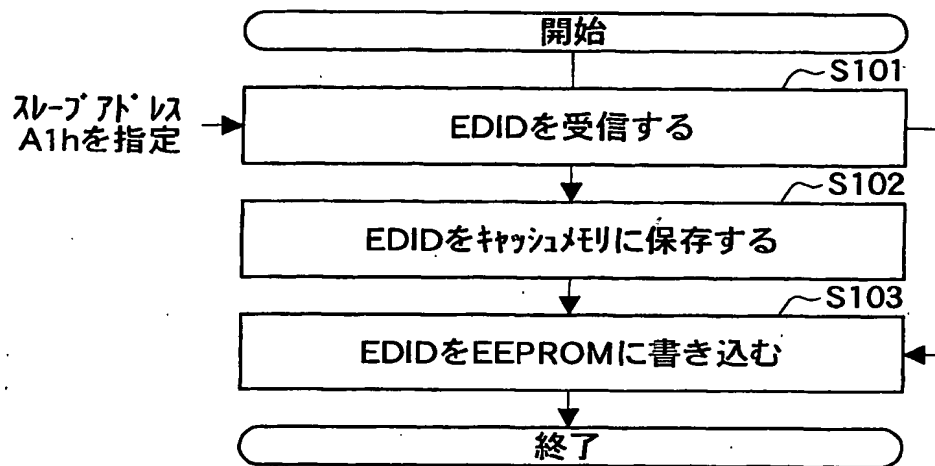 開始
S101
スレーブアドレス
A1hを指定
EDIDを受信する
S102
EDIDをキャッシュメモリに保存する
S103
EDIDをEEPROMに書き込む
終了